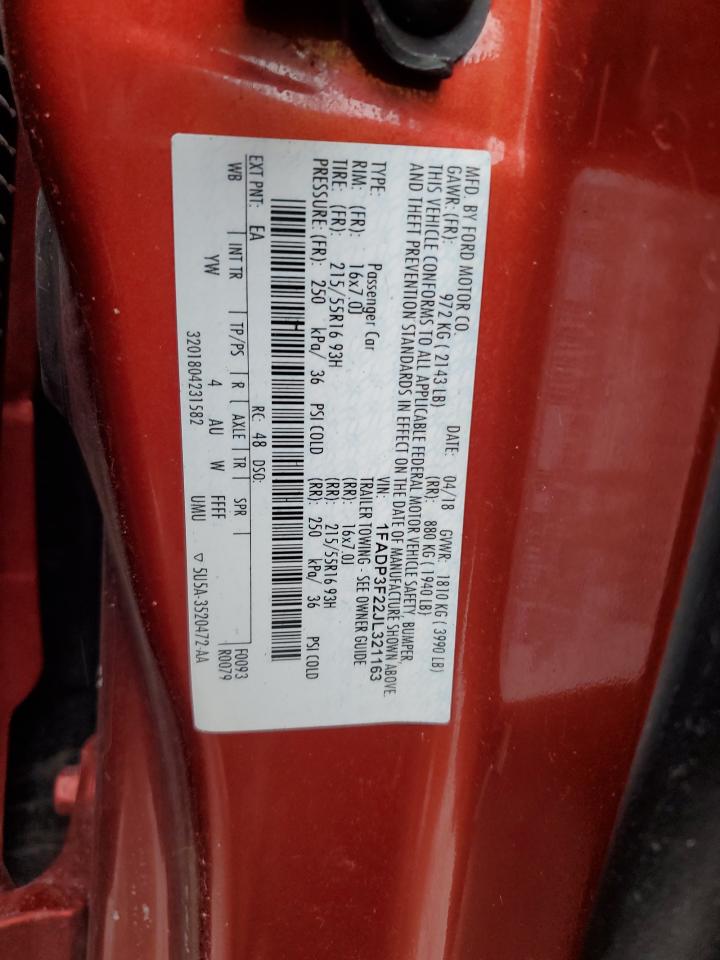 MFD. BY FORD MOTOR CO.
DATE: 04/18 GVWR: 1810 KG ( 3990 LB)
GAWR: (FR): 972 KG ( 2143 LB) (RR): 880 KG ( 1940 LB)
THIS VEHICLE CONFORMS TO ALL APPLICABLE FEDERAL MOTOR VEHICLE SAFETY, BUMPER,
AND THEFT PREVENTION STANDARDS IN EFFECT ON THE DATE OF MANUFACTURE SHOWN ABOVE.
VIN: 1FADP3F22JL321163
TYPE: Passenger Car TRAILER TOWING - SEE OWNER GUIDE
RIM: (FR): 16x7.0J (RR): 16x7.0J
TIRE: (FR): 215/55R16 93H (RR): 215/55R16 93H
PRESSURE: (FR): 250 kPa/ 36 PSI COLD (RR): 250 kPa/ 36 PSI COLD
EXT PNT: EA RC: 48 DSO: F0093
WB INT TR TP/PS R AXLE TR SPR R0079
YW 4 AU W FFFF UMU ▽ 5U5A-3520472-AA
3201804231582